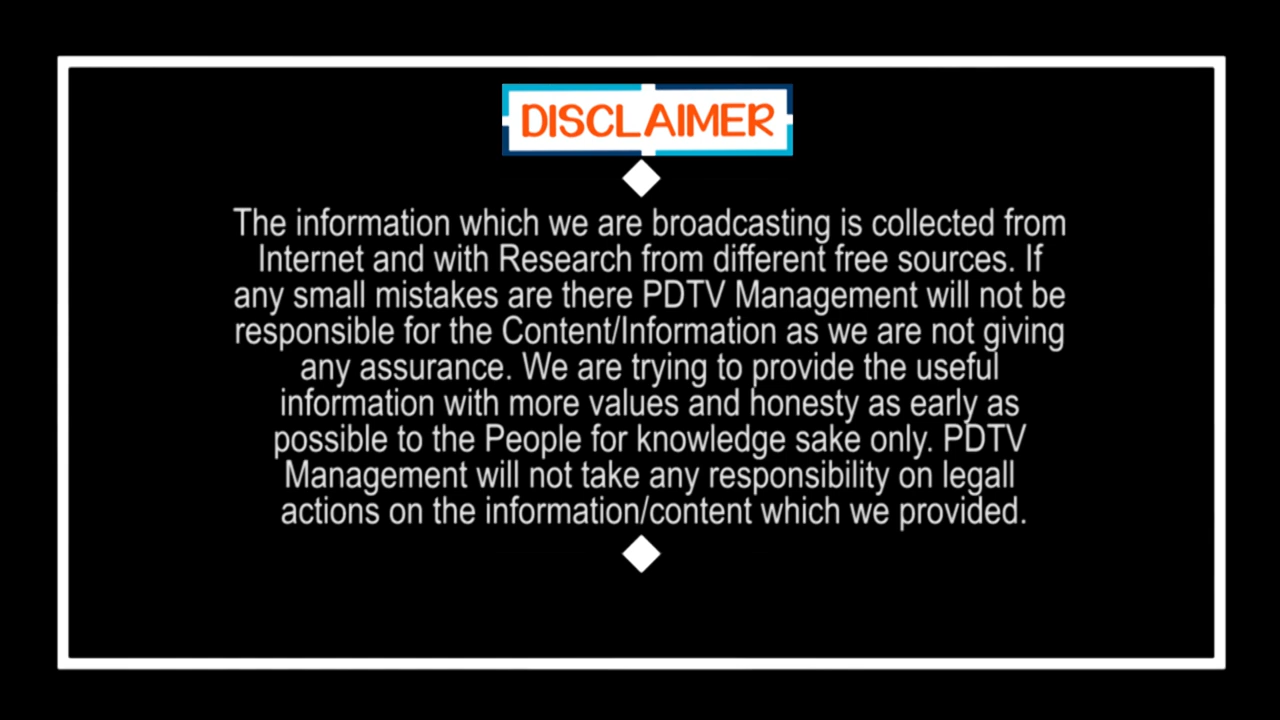 DISCLAIMER
The information which we are broadcasting is collected from
Internet and with Research from different free sources. If
any small mistakes are there PDTV Management will not be
responsible for the Content/Information as we are not giving
any assurance. We are trying to provide the useful
information with more values and honesty as early as
possible to the People for knowledge sake only. PDTV
Management will not take any responsibility on legall
actions on the information/content which we provided.